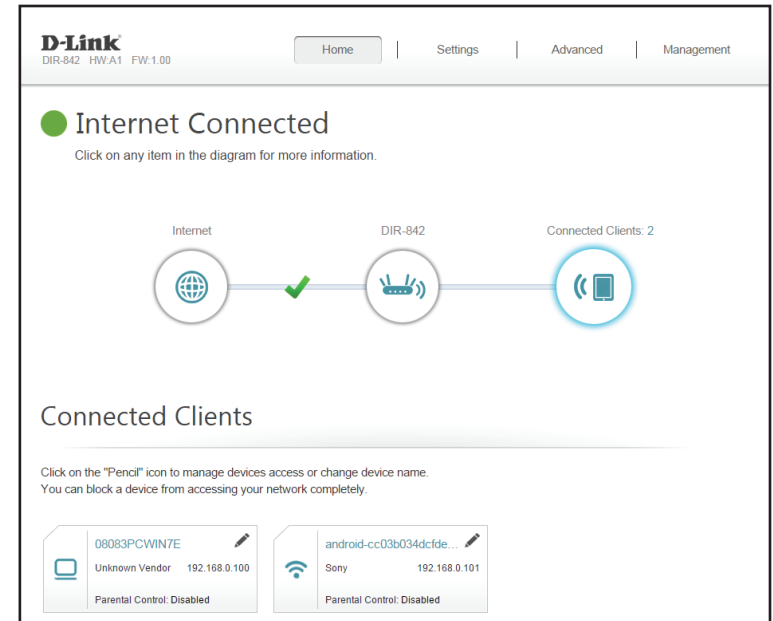 D-Link
Home Settings Advanced Management
DIR-842 HW:A1 FW:1.00
Internet Connected
Click on any item in the diagram for more information.
Internet DIR-842 Connected Clients: 2
Connected Clients
Click on the "Pencil" icon to manage devices access or change device name.
You can block a device from accessing your network completely.
08083PCWIN7E
Unknown Vendor 192.168.0.100
Parental Control: Disabled
android-cc03b034dcfde...
Sony 192.168.0.101
Parental Control: Disabled